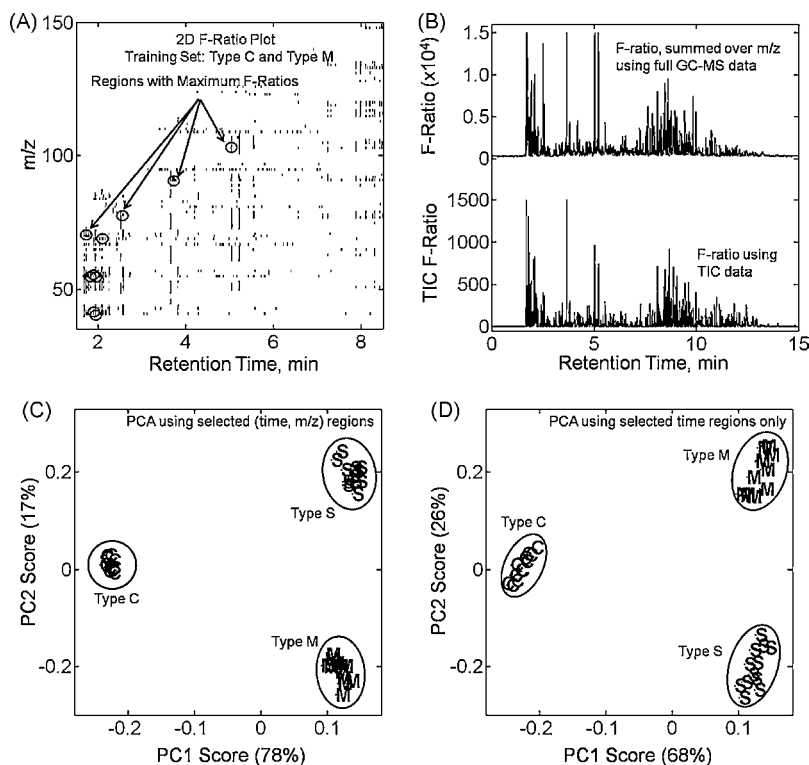 (A)
150
2D F-Ratio Plot
Training Set: Type C and Type M
Regions with Maximum F-Ratios
m/z
100
50
2 4 6 8
Retention Time, min
(B)
1.5
F-ratio, summed over m/z
using full GC-MS data
F-Ratio (x10⁴)
1.0
0.5
0
1500
TIC F-Ratio
1000
F-ratio using
TIC data
500
0
0 5 10 15
Retention Time, min
(C)
PCA using selected (time, m/z) regions
0.2
Type S
PC2 Score (17%)
0
Type C
Type M
-0.2
-0.2 -0.1 0 0.1
PC1 Score (78%)
(D)
PCA using selected time regions only
Type M
0.2
PC2 Score (26%)
Type C
0
Type S
-0.2
-0.2 -0.1 0 0.1
PC1 Score (68%)